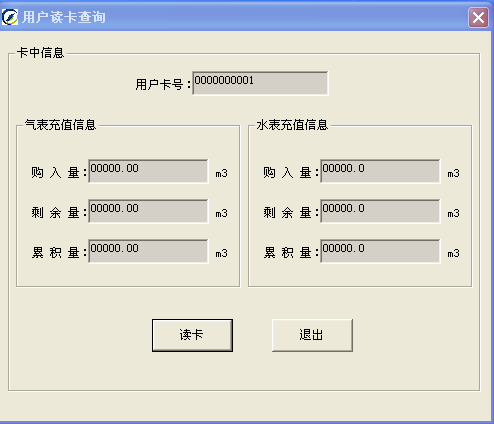 用户读卡查询
卡中信息
用户卡号： 0000000001
气表充值信息 水表充值信息
购 入 量： 00000.00 m3 购 入 量： 00000.0 m3
剩 余 量： 00000.00 m3 剩 余 量： 00000.0 m3
累 积 量： 00000.00 m3 累 积 量： 00000.0 m3
读卡 退出